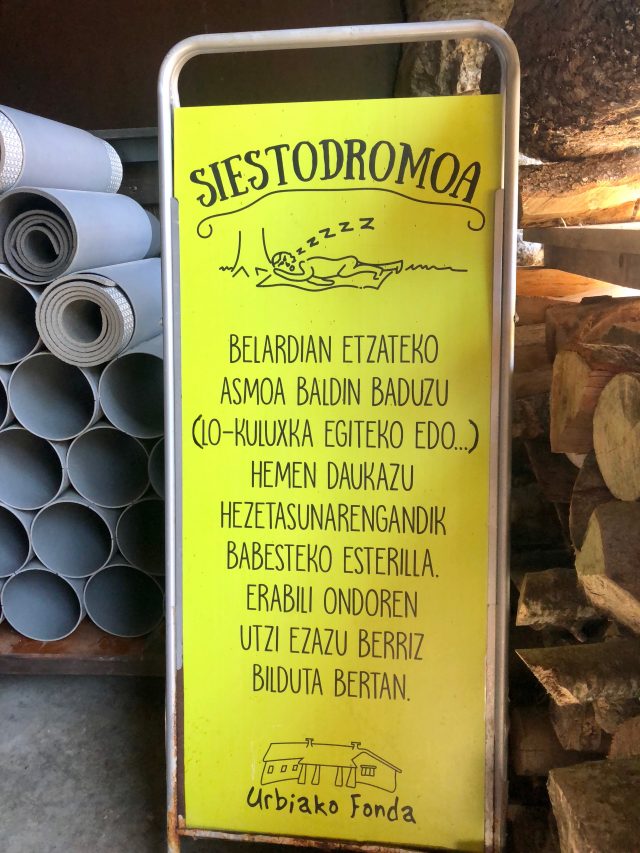 SIESTODROMOA
ZZZZZZ
BELARDIAN ETZATEKO
ASMOA BALDIN BADUZU
(LO-KULUXKA EGITEKO EDO...)
HEMEN DAUKAZU
HEZETASUNARENGANDIK
BABESTEKO ESTERILLA.
ERABILI ONDOREN
UTZI EZAZU BERRIZ
BILDUTA BERTAN.
Urbiako Fonda